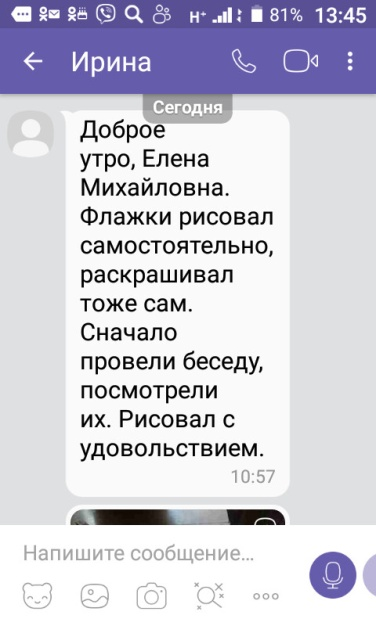 81% 13:45
Ирина
Сегодня
Доброе
утро, Елена
Михайловна.
Флажки рисовал
самостоятельно,
раскрашивал
тоже сам.
Сначало
провели беседу,
посмотрели
их. Рисовал с
удовольствием.
10:57
Напишите сообщение...